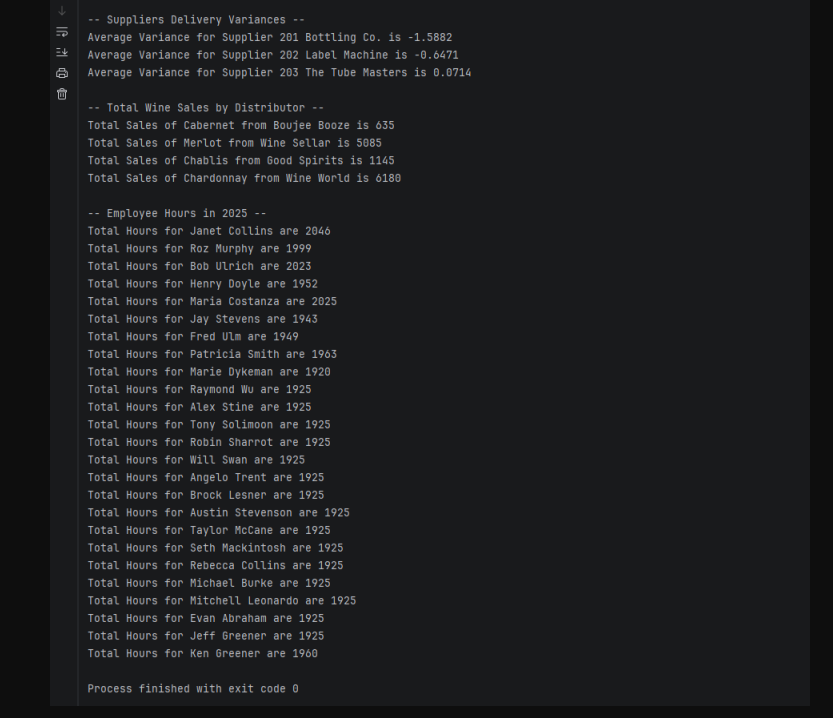 -- Suppliers Delivery Variances --
Average Variance for Supplier 201 Bottling Co. is -1.5882
Average Variance for Supplier 202 Label Machine is -0.6471
Average Variance for Supplier 203 The Tube Masters is 0.0714
-- Total Wine Sales by Distributor --
Total Sales of Cabernet from Boujee Booze is 635
Total Sales of Merlot from Wine Sellar is 5085
Total Sales of Chablis from Good Spirits is 1145
Total Sales of Chardonnay from Wine World is 6180
-- Employee Hours in 2025 --
Total Hours for Janet Collins are 2046
Total Hours for Roz Murphy are 1999
Total Hours for Bob Ulrich are 2023
Total Hours for Henry Doyle are 1952
Total Hours for Maria Costanza are 2025
Total Hours for Jay Stevens are 1943
Total Hours for Fred Ulm are 1949
Total Hours for Patricia Smith are 1963
Total Hours for Marie Dykeman are 1920
Total Hours for Raymond Wu are 1925
Total Hours for Alex Stine are 1925
Total Hours for Tony Solimoon are 1925
Total Hours for Robin Sharrot are 1925
Total Hours for Will Swan are 1925
Total Hours for Angelo Trent are 1925
Total Hours for Brock Lesner are 1925
Total Hours for Austin Stevenson are 1925
Total Hours for Taylor McCane are 1925
Total Hours for Seth Mackintosh are 1925
Total Hours for Rebecca Collins are 1925
Total Hours for Michael Burke are 1925
Total Hours for Mitchell Leonardo are 1925
Total Hours for Evan Abraham are 1925
Total Hours for Jeff Greener are 1925
Total Hours for Ken Greener are 1960
Process finished with exit code 0